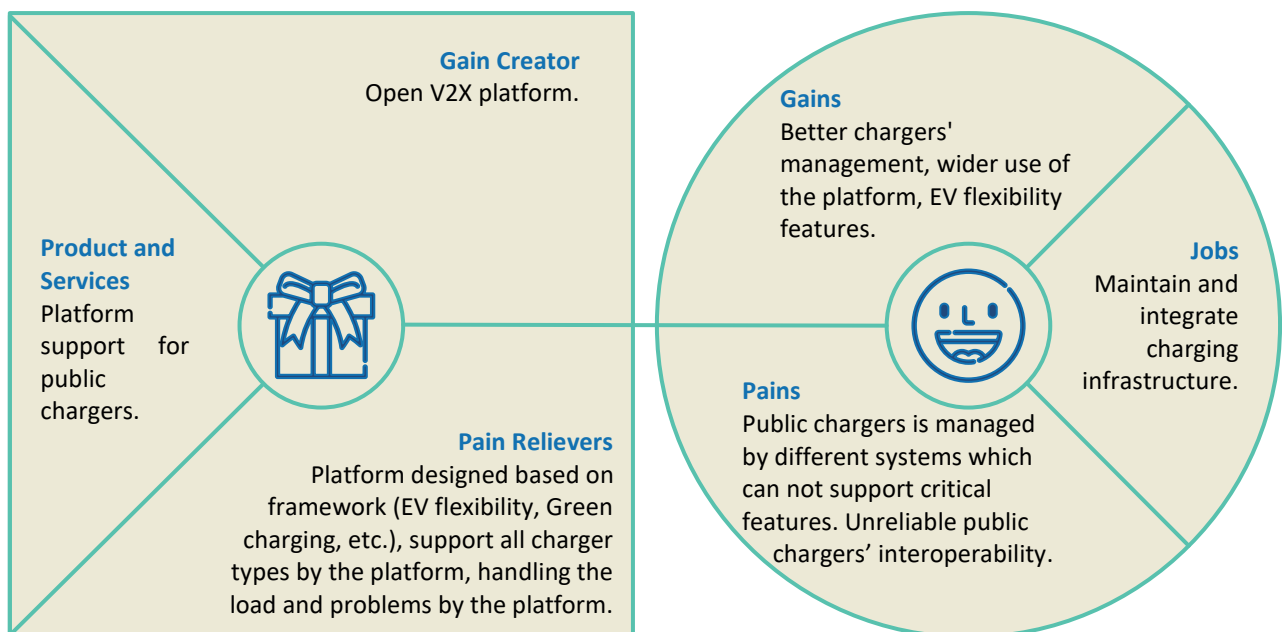 Gain Creator
Open V2X platform.
Product and
Services
Platform
support for
public
chargers.
Pain Relievers
Platform designed based on
framework (EV flexibility, Green
charging, etc.), support all charger
types by the platform, handling the
load and problems by the platform.
Gains
Better chargers'
management, wider use of
the platform, EV flexibility
features.
Jobs
Maintain and
integrate
charging
infrastructure.
Pains
Public chargers is managed
by different systems which
can not support critical
features. Unreliable public
chargers’ interoperability.